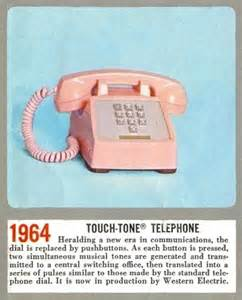 1964 TOUCH-TONE® TELEPHONE
Heralding a new era in communications, the
dial is replaced by pushbuttons. As each button is pressed,
two simultaneous musical tones are generated and trans-
mitted to a central switching office, then translated into a
series of pulses similar to those made by the standard tele-
phone dial. It is now in production by Western Electric.